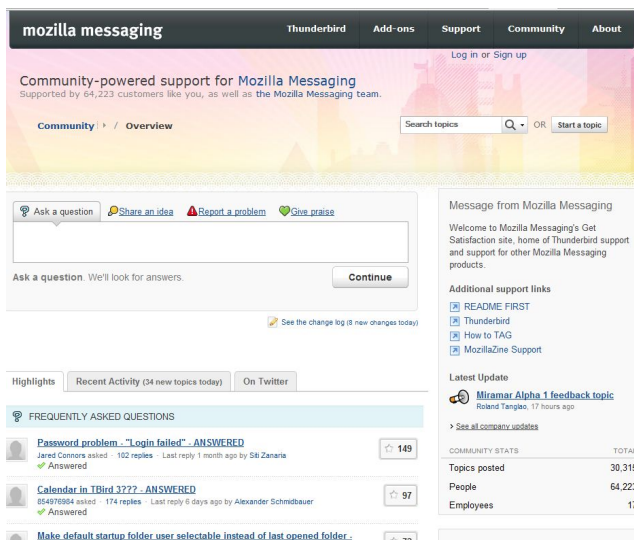 mozilla messaging
Thunderbird Add-ons Support Community About
Log in or Sign up
Community-powered support for Mozilla Messaging
Supported by 64,223 customers like you, as well as the Mozilla Messaging team.
Community / Overview
Search topics OR Start a topic
Ask a question Share an idea Report a problem Give praise
Ask a question. We'll look for answers. Continue
See the change log (8 new changes today)
Highlights Recent Activity (34 new topics today) On Twitter
FREQUENTLY ASKED QUESTIONS
Password problem - "Login failed" - ANSWERED
Jared Connors asked · 102 replies · Last reply 1 month ago by Siti Zanaria
Answered
149
Calendar in TBird 3??? - ANSWERED
854976984 asked · 174 replies · Last reply 6 days ago by Alexander Schmidbauer
Answered
97
Make default startup folder user selectable instead of last opened folder -
Message from Mozilla Messaging
Welcome to Mozilla Messaging's Get
Satisfaction site, home of Thunderbird support
and support for other Mozilla Messaging
products.
Additional support links
README FIRST
Thunderbird
How to TAG
MozillaZine Support
Latest Update
Miramar Alpha 1 feedback topic
Roland Tanglao, 17 hours ago
> See all company updates
COMMUNITY STATS TOTA
Topics posted 30,315
People 64,223
Employees 17